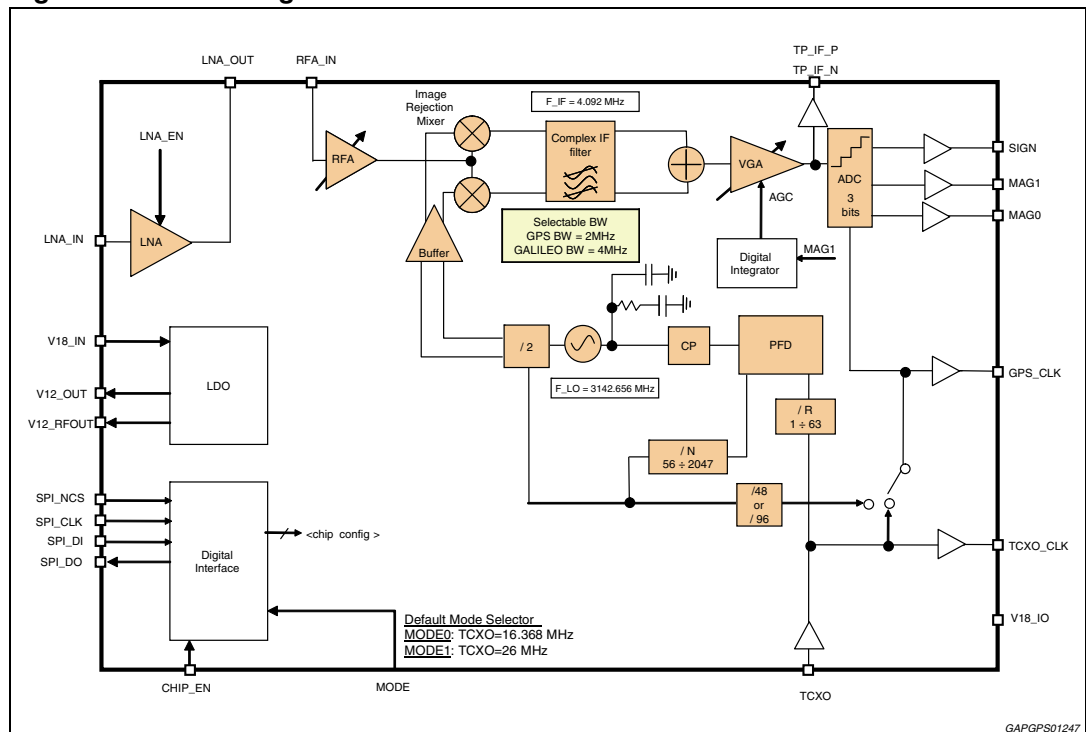 LNA_OUT
RFA_IN
TP_IF_P
TP_IF_N
Image
Rejection
Mixer
F_IF = 4.092 MHz
LNA_EN
RFA
Complex IF
filter
VGA
ADC
3
bits
SIGN
MAG1
MAG0
AGC
LNA_IN
LNA
Buffer
Selectable BW
GPS BW = 2MHz
GALILEO BW = 4MHz
Digital
Integrator
MAG1
V18_IN
V12_OUT
V12_RFOUT
LDO
/ 2
CP
PFD
F_LO = 3142.656 MHz
GPS_CLK
/ R
1 ÷ 63
/ N
56 ÷ 2047
/48
or
/ 96
SPI_NCS
SPI_CLK
SPI_DI
SPI_DO
Digital
Interface
<chip config >
TCXO_CLK
V18_IO
Default Mode Selector
MODE0: TCXO=16.368 MHz
MODE1: TCXO=26 MHz
CHIP_EN
MODE
TCXO
GAPGPS01247